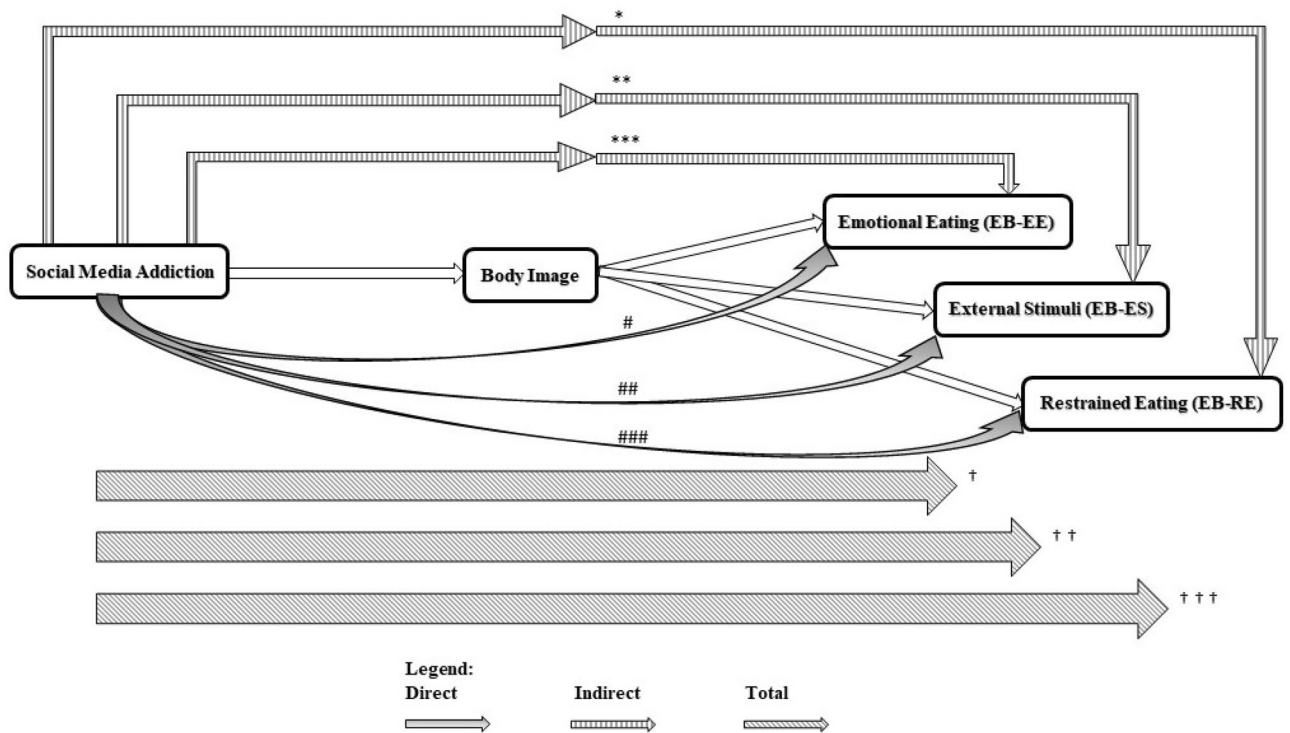 *
**
***
Emotional Eating (EB-EE)
Social Media Addiction
Body Image
External Stimuli (EB-ES)
#
##
Restrained Eating (EB-RE)
###
†
† †
† † †
Legend:
Direct Indirect Total